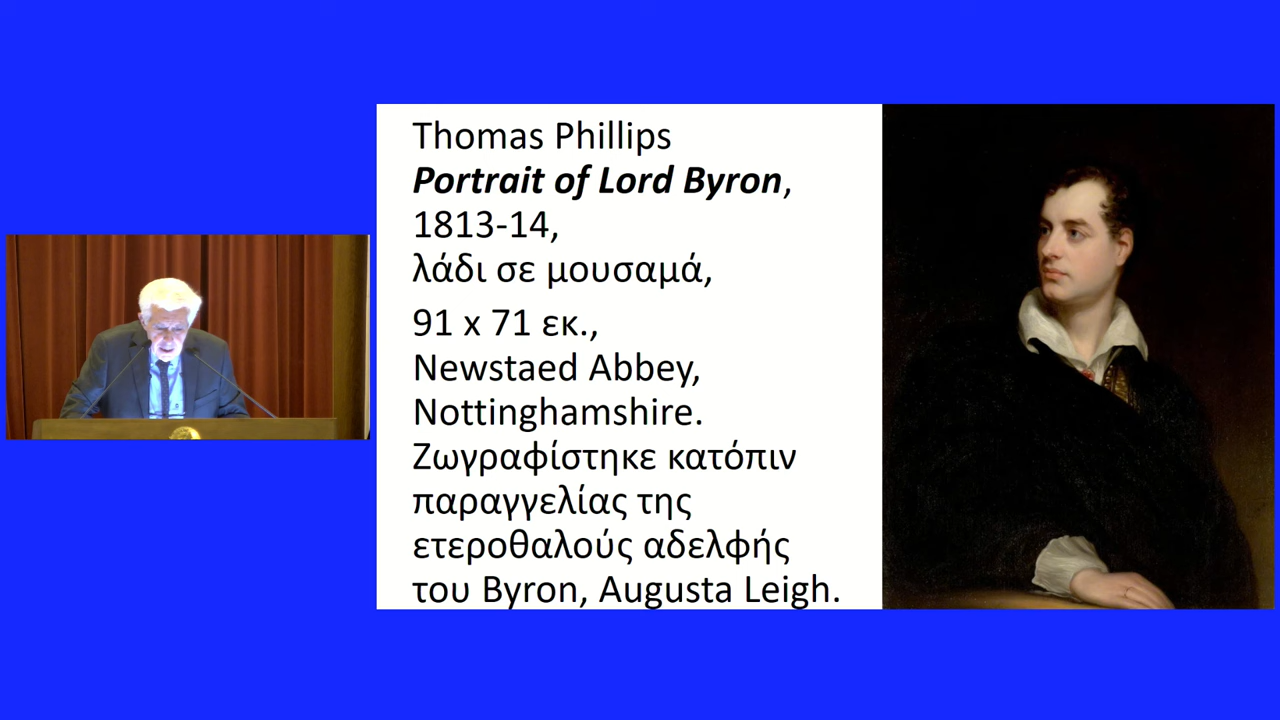 Thomas Phillips
Portrait of Lord Byron,
1813-14,
λάδι σε μουσαμά,
91 x 71 εκ.,
Newstaed Abbey,
Nottinghamshire.
Ζωγραφίστηκε κατόπιν
παραγγελίας της
ετεροθαλούς αδελφής
του Byron, Augusta Leigh.